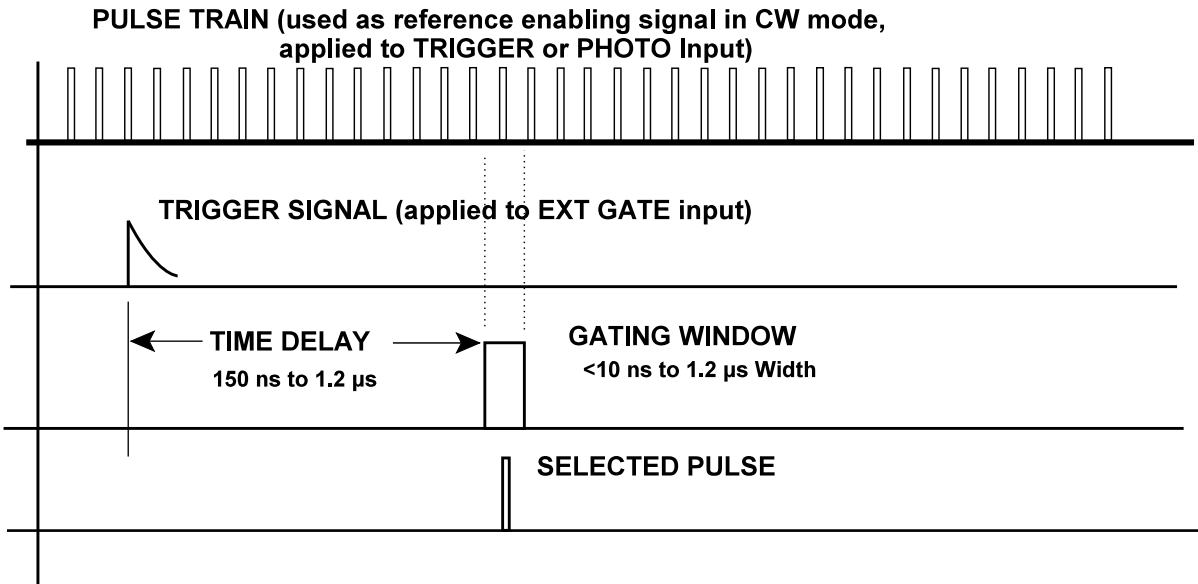 PULSE TRAIN (used as reference enabling signal in CW mode,
applied to TRIGGER or PHOTO Input)
TRIGGER SIGNAL (applied to EXT GATE input)
TIME DELAY
150 ns to 1.2 µs
GATING WINDOW
<10 ns to 1.2 µs Width
SELECTED PULSE